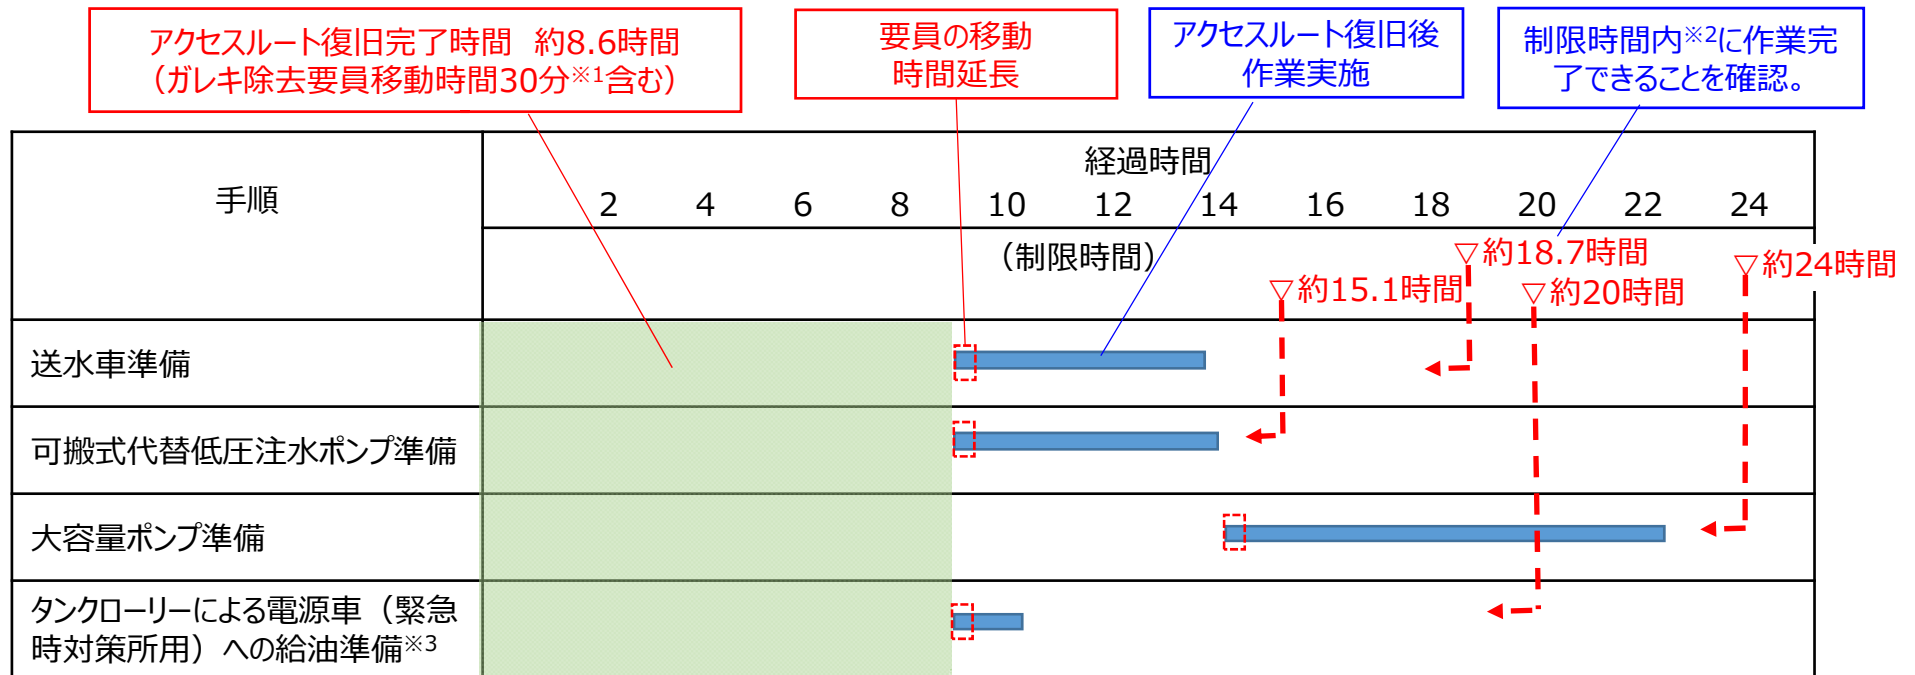 アクセスルート復旧完了時間 約8.6時間
（ガレキ除去要員移動時間30分※1含む）
要員の移動
時間延長
アクセスルート復旧後
作業実施
制限時間内※2に作業完
了できることを確認。
手順
経過時間
2 4 6 8 10 12 14 16 18 20 22 24
（制限時間）
▽約18.7時間
▽約24時間
▽約15.1時間
▽約20時間
送水車準備
可搬式代替低圧注水ポンプ準備
大容量ポンプ準備
タンクローリーによる電源車（緊急
時対策所用）への給油準備※3